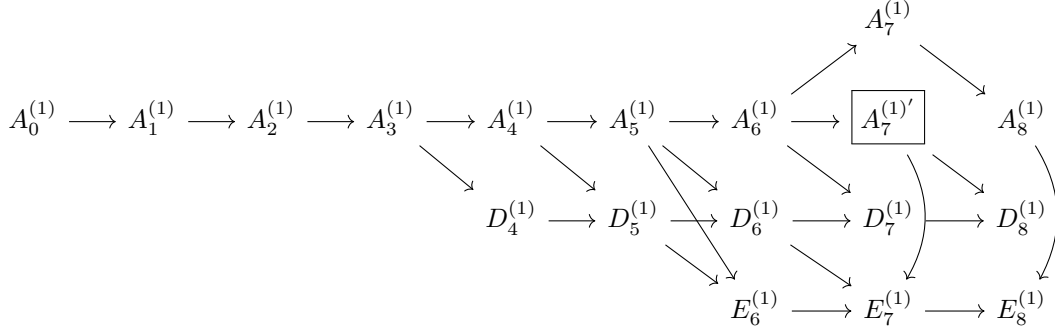 A_7^{(1)}
A_0^{(1)} A_1^{(1)} A_2^{(1)} A_3^{(1)} A_4^{(1)} A_5^{(1)} A_6^{(1)} A_7^{(1)'} A_8^{(1)}
D_4^{(1)} D_5^{(1)} D_6^{(1)} D_7^{(1)} D_8^{(1)}
E_6^{(1)} E_7^{(1)} E_8^{(1)}